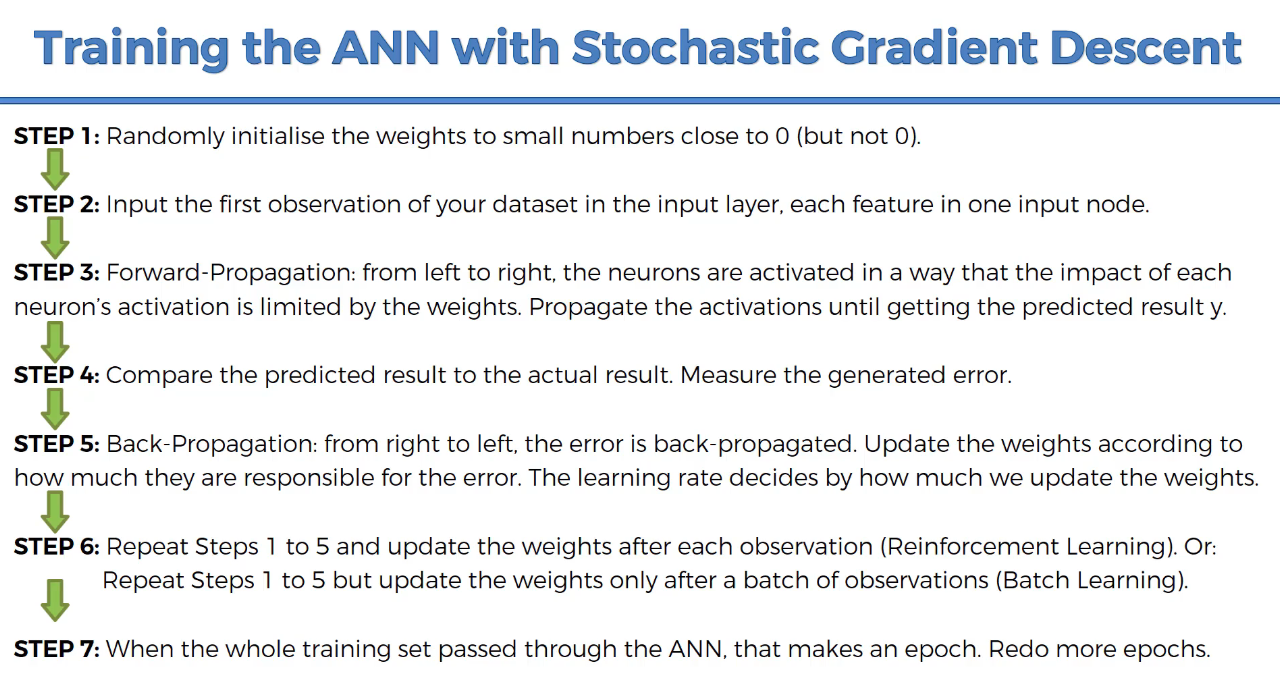 Training the ANN with Stochastic Gradient Descent
STEP 1: Randomly initialise the weights to small numbers close to 0 (but not 0).
STEP 2: Input the first observation of your dataset in the input layer, each feature in one input node.
STEP 3: Forward-Propagation: from left to right, the neurons are activated in a way that the impact of each
neuron’s activation is limited by the weights. Propagate the activations until getting the predicted result y.
STEP 4: Compare the predicted result to the actual result. Measure the generated error.
STEP 5: Back-Propagation: from right to left, the error is back-propagated. Update the weights according to
how much they are responsible for the error. The learning rate decides by how much we update the weights.
STEP 6: Repeat Steps 1 to 5 and update the weights after each observation (Reinforcement Learning). Or:
Repeat Steps 1 to 5 but update the weights only after a batch of observations (Batch Learning).
STEP 7: When the whole training set passed through the ANN, that makes an epoch. Redo more epochs.